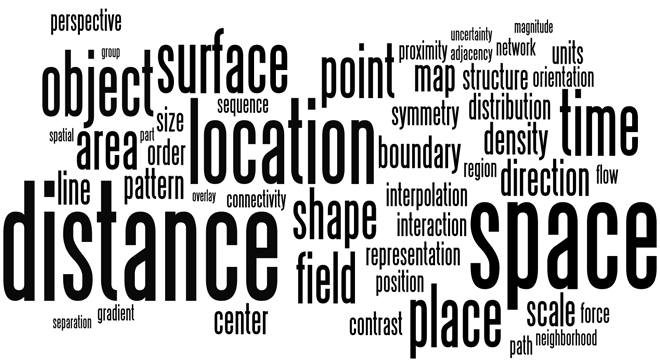 perspective
group
object
surface
point
proximity
uncertainty
adjacency
network
magnitude
units
map
structure
orientation
spatial
area
part
size
order
sequence
location
symmetry
distribution
density
time
boundary
region
direction
flow
line
pattern
overlay
connectivity
distance
shape
interpolation
interaction
space
field
representation
position
separation
gradient
center
contrast
place
scale
force
path
neighborhood